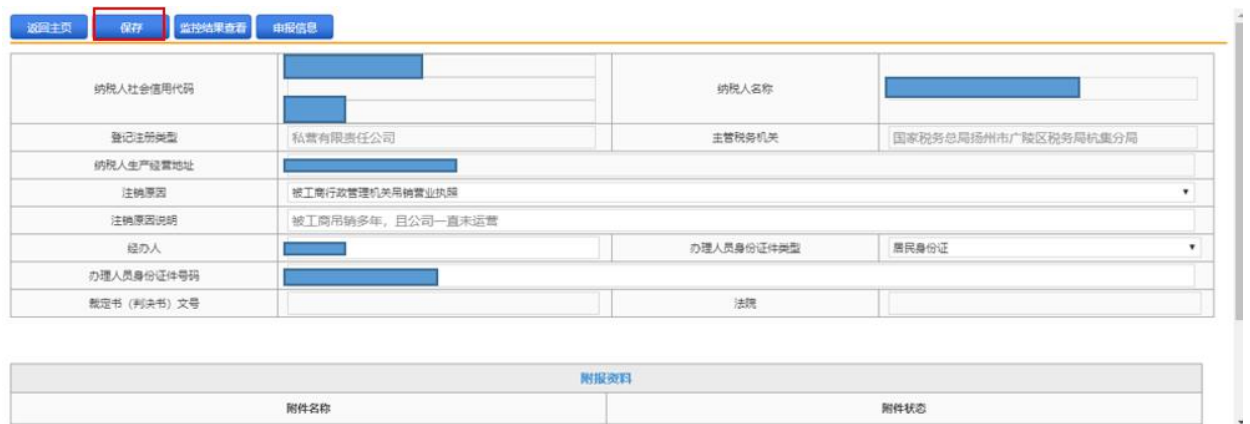 返回主页 保存 监控结果查看 申报信息
纳税人社会信用代码 纳税人名称
登记注册类型 私营有限责任公司 主管税务机关 国家税务总局扬州市广陵区税务局杭集分局
纳税人生产经营地址
注销原因 被工商行政管理机关吊销营业执照
注销原因说明 被工商吊销多年，且公司一直未运营
经办人 办理人员身份证件类型 居民身份证
办理人员身份证件号码
裁定书（判决书）文号 法院
附报资料
附件名称 附件状态